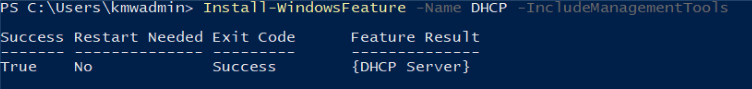 PS C:\Users\kmwadmin> Install-WindowsFeature -Name DHCP -IncludeManagementTools
Success Restart Needed Exit Code      Feature Result
------- -------------- ---------      --------------
True    No             Success        {DHCP Server}